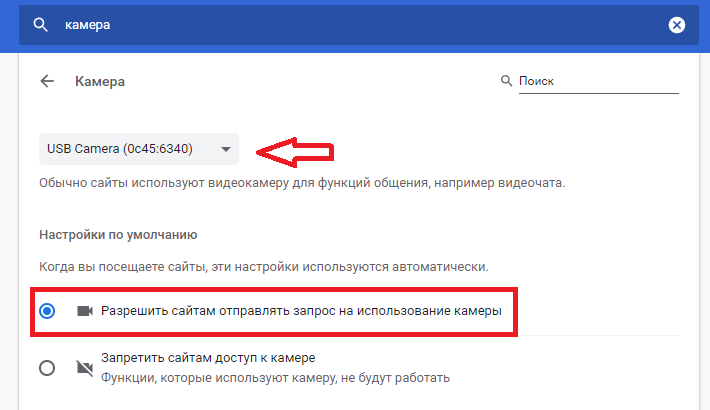 камера
Камера
Поиск
USB Camera (0c45:6340)
Обычно сайты используют видеокамеру для функций общения, например видеочата.
Настройки по умолчанию
Когда вы посещаете сайты, эти настройки используются автоматически.
Разрешить сайтам отправлять запрос на использование камеры
Запретить сайтам доступ к камере
Функции, которые используют камеру, не будут работать